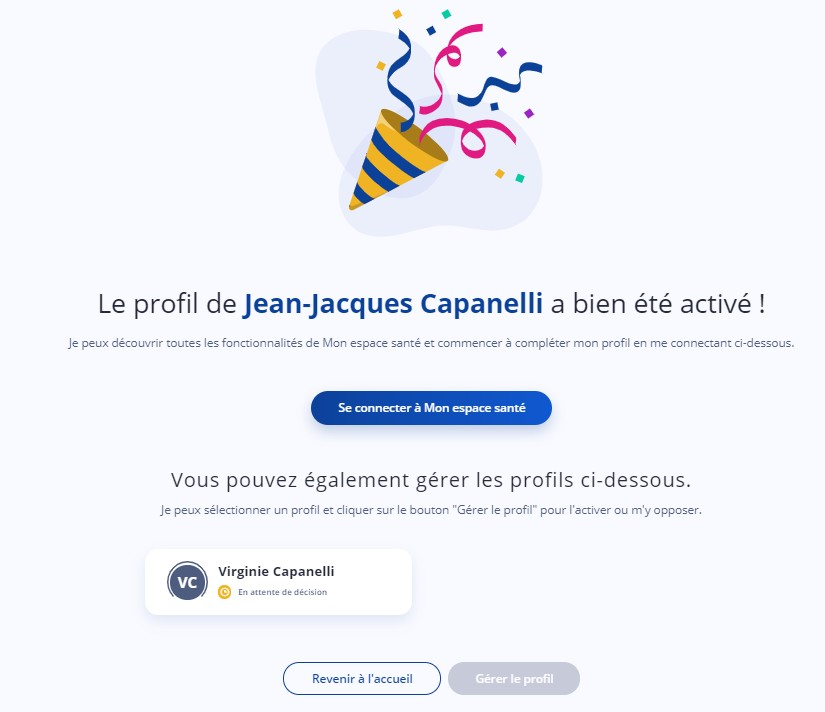 Le profil de Jean-Jacques Capanelli a bien été activé !
Je peux découvrir toutes les fonctionnalités de Mon espace santé et commencer à compléter mon profil en me connectant ci-dessous.
Se connecter à Mon espace santé
Vous pouvez également gérer les profils ci-dessous.
Je peux sélectionner un profil et cliquer sur le bouton "Gérer le profil" pour l'activer ou m'y opposer.
VC
Virginie Capanelli
En attente de décision
Revenir à l'accueil
Gérer le profil